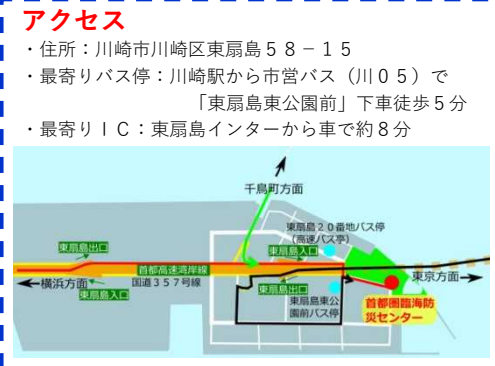 アクセス
・住所：川崎市川崎区東扇島５８－１５
・最寄りバス停：川崎駅から市営バス（川０５）で
「東扇島東公園前」下車徒歩５分
・最寄りＩＣ：東扇島インターから車で約８分
千鳥町方面
東扇島２０番地バス停
（高速バス亭）
東扇島出口
東扇島入口
首都高速湾岸線
←横浜方面
国道３５７号線
東京方面→
東扇島入口
東扇島出口
東扇島東公
園前バス停
首都圏臨海防
災センター